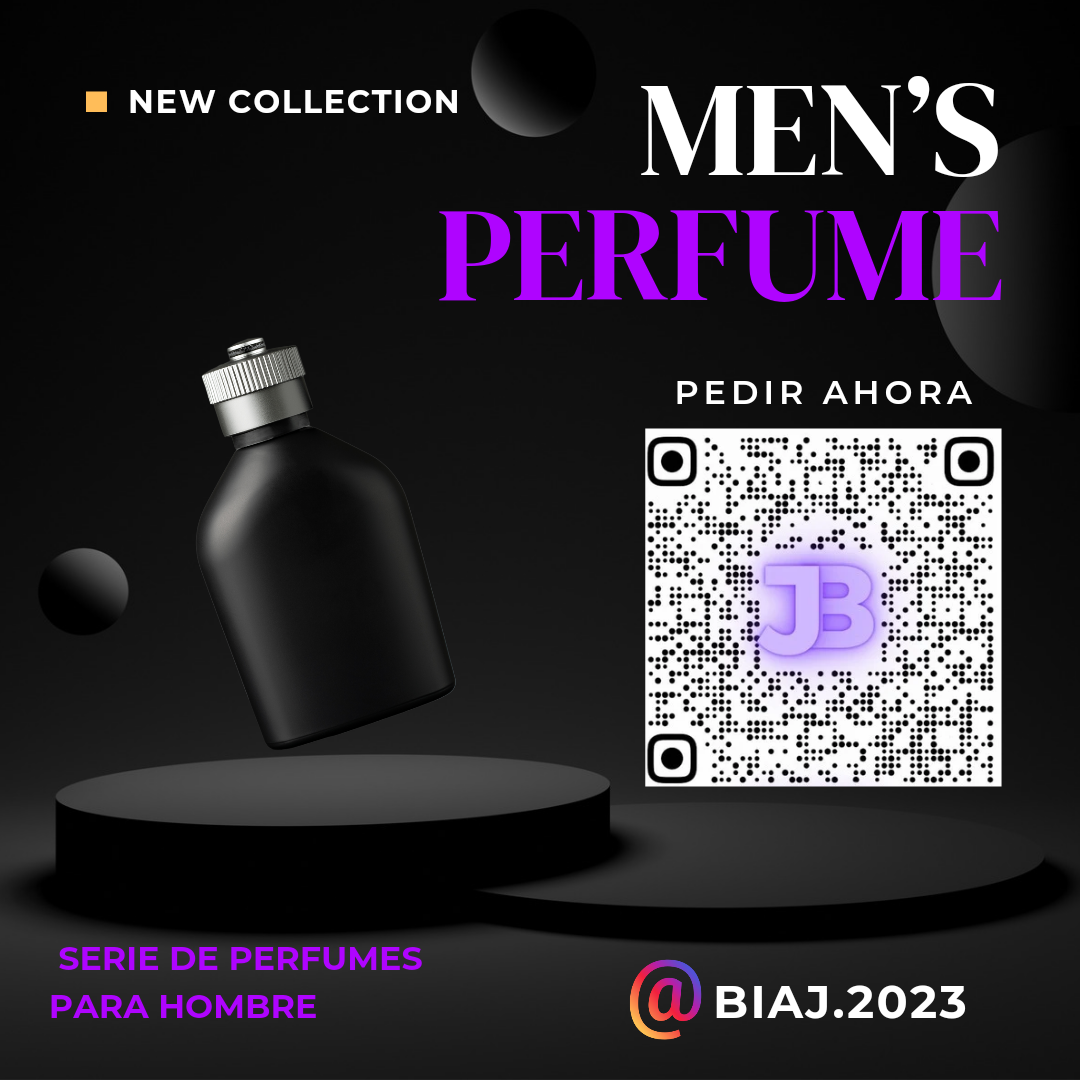 NEW COLLECTION
MEN'S
PERFUME
PEDIR AHORA
JB
SERIE DE PERFUMES
PARA HOMBRE
@BIAJ.2023